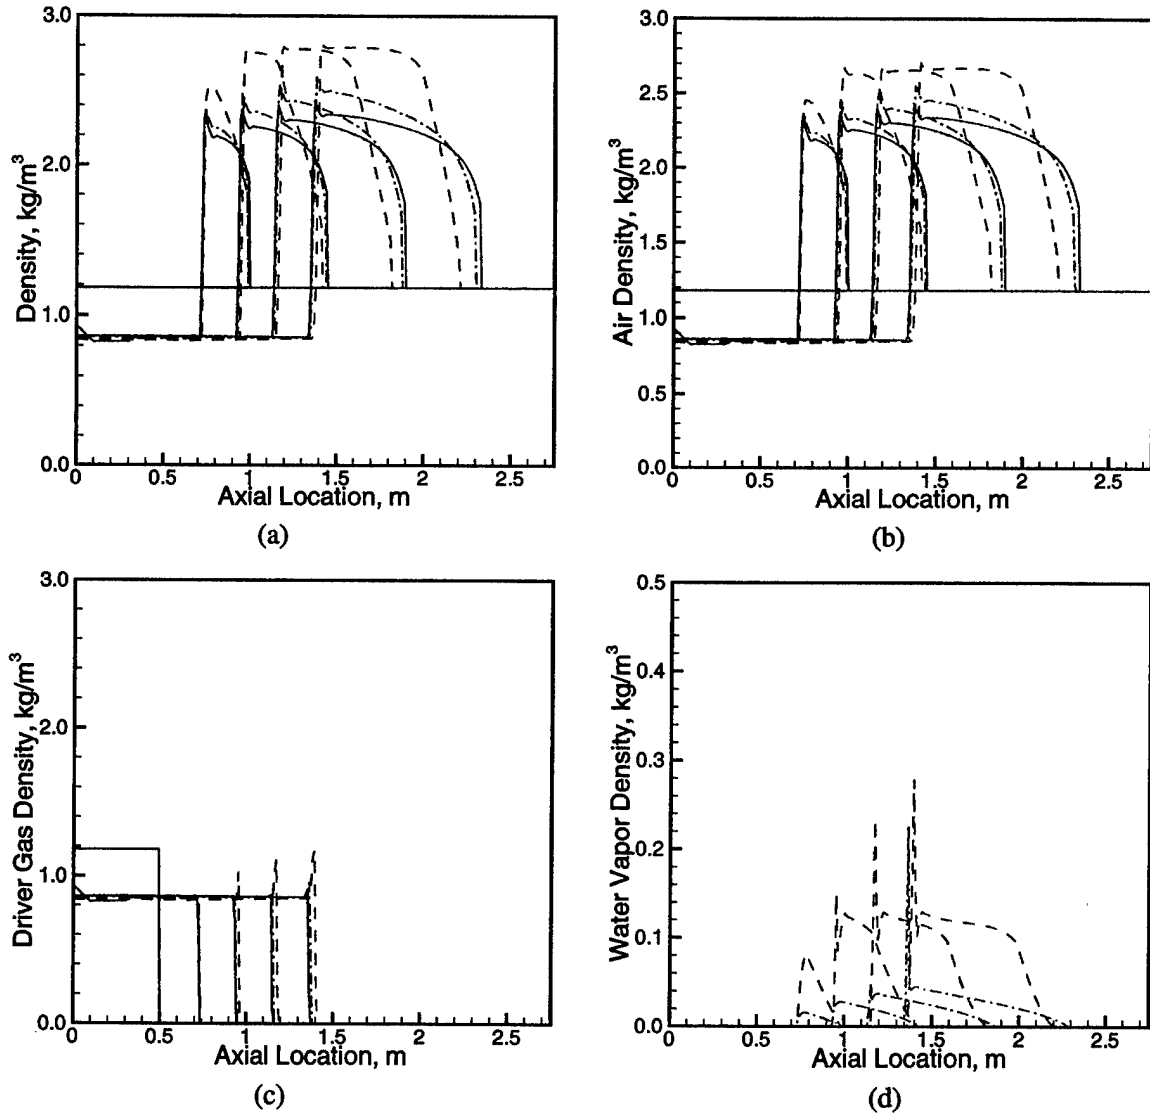 3.0
2.0
1.0
0.0
Density, kg/m³
0 0.5 1 1.5 2 2.5
Axial Location, m
(a)
3.0
2.5
2.0
1.5
1.0
0.5
0.0
Air Density, kg/m³
0 0.5 1 1.5 2 2.5
Axial Location, m
(b)
3.0
2.0
1.0
0.0
Driver Gas Density, kg/m³
0 0.5 1 1.5 2 2.5
Axial Location, m
(c)
0.5
0.4
0.3
0.2
0.1
0.0
Water Vapor Density, kg/m³
0 0.5 1 1.5 2 2.5
Axial Location, m
(d)